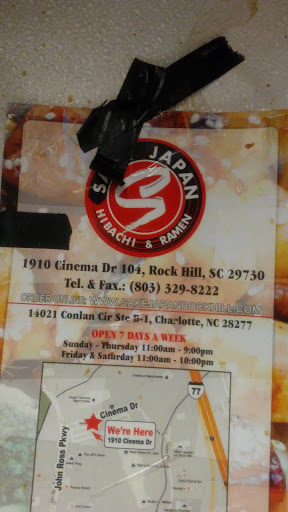 JAPAN
HIBACHI & RAMEN
1910 Cinema Dr 104, Rock Hill, SC 29730
Tel. & Fax.: (803) 329-8222
ORDER ONLINE: WWW.SAKEJAPANROCKHILL.COM
14021 Conlan Cir Ste B-1, Charlotte, NC 28277
OPEN 7 DAYS A WEEK
Sunday - Thursday 11:00am - 9:00pm
Friday & Saturday 11:00am - 10:00pm
77
Cinema Dr
We're Here
1910 Cinema Dr
John Ross Pkwy